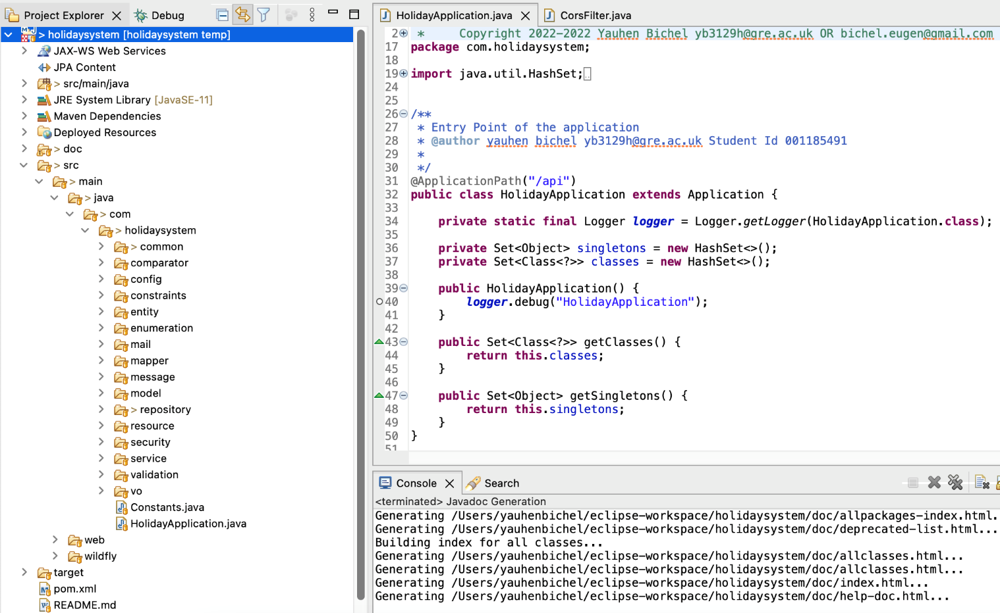 Project Explorer
Debug
> holidaysystem [holidaysystem temp]
JAX-WS Web Services
JPA Content
> src/main/java
JRE System Library [JavaSE-11]
Maven Dependencies
Deployed Resources
> doc
> src
> main
> java
> com
> holidaysystem
> common
comparator
config
constraints
entity
enumeration
mail
mapper
message
model
> repository
resource
security
service
validation
vo
Constants.java
HolidayApplication.java
web
wildfly
target
pom.xml
README.md
HolidayApplication.java
CorsFilter.java
2 * Copyright 2022-2022 Yauhen Bichel yb3129h@gre.ac.uk OR bichel.eugen@gmail.com
17 package com.holidaysystem;
18
19 import java.util.HashSet;
24
25
26 /**
27 * Entry Point of the application
28 * @author yauhen bichel yb3129h@gre.ac.uk Student Id 001185491
29 *
30 */
31 @ApplicationPath("/api")
32 public class HolidayApplication extends Application {
33
34 private static final Logger logger = Logger.getLogger(HolidayApplication.class);
35
36 private Set<Object> singletons = new HashSet<>();
37 private Set<Class<?>> classes = new HashSet<>();
38
39 public HolidayApplication() {
40 logger.debug("HolidayApplication");
41 }
42
43 public Set<Class<?>> getClasses() {
44 return this.classes;
45 }
46
47 public Set<Object> getSingletons() {
48 return this.singletons;
49 }
50 }
51
Console
Search
<terminated> Javadoc Generation
Generating /Users/yauhenbichel/eclipse-workspace/holidaysystem/doc/allpackages-index.html.
Generating /Users/yauhenbichel/eclipse-workspace/holidaysystem/doc/deprecated-list.html...
Building index for all classes...
Generating /Users/yauhenbichel/eclipse-workspace/holidaysystem/doc/allclasses.html...
Generating /Users/yauhenbichel/eclipse-workspace/holidaysystem/doc/allclasses.html...
Generating /Users/yauhenbichel/eclipse-workspace/holidaysystem/doc/index.html...
Generating /Users/yauhenbichel/eclipse-workspace/holidaysystem/doc/help-doc.html...